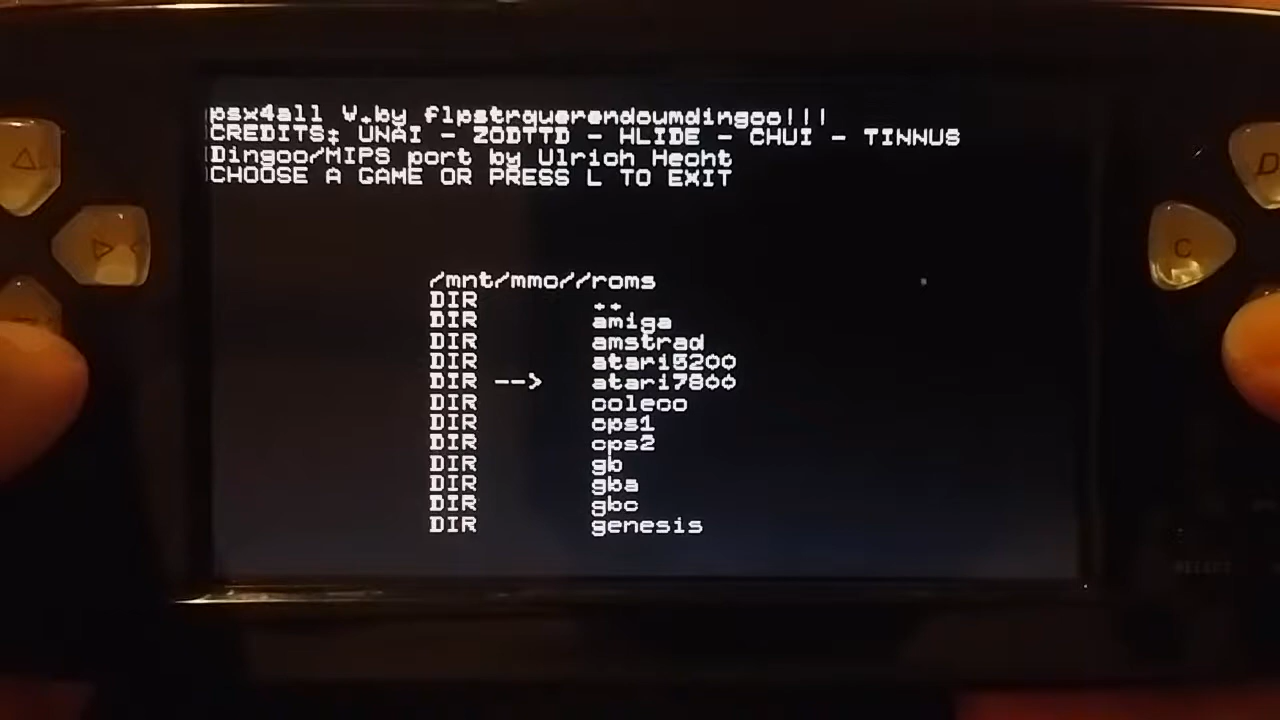 psx4all V.by flpstrquerendoumdingoo!!!
CREDITS: UNAI - ZODTTD - HLIDE - CHUI - TINNUS
Dingoo/MIPS port by Ulrich Hecht
CHOOSE A GAME OR PRESS L TO EXIT
/mnt/mmc//roms
DIR ..
DIR amiga
DIR amstrad
DIR atari5200
DIR --> atari7800
DIR coleco
DIR cps1
DIR cps2
DIR gb
DIR gba
DIR gbc
DIR genesis
D
C